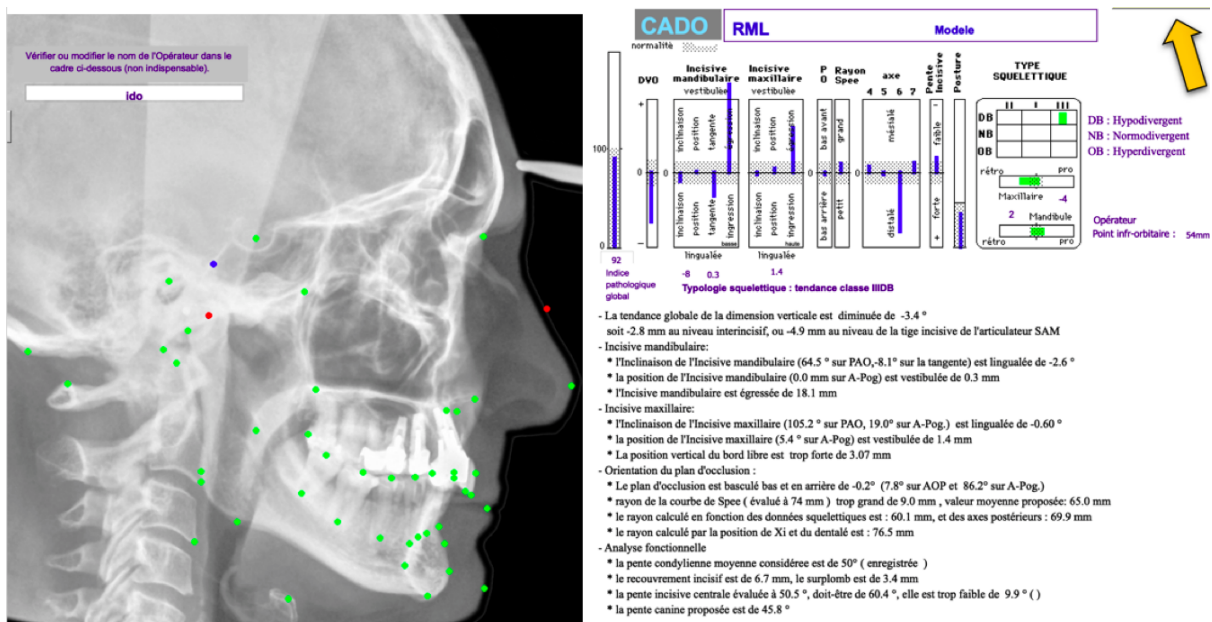 Vérifier ou modifier le nom de l'Opérateur dans le
cadre ci-dessous (non indispensable).
ido
CADO
RML
Modele
normalité
DVO
Incisive
mandibulaire
vestibulèe
Incisive
maxillaire
vestibulèe
P
O
Rayon
Spee
axe
4 5 6 7
Pente
Incisive
Posture
TYPE
SQUELETTIQUE
100
0
+
0
–
inclinaison
position
tangente
égression
inclinaison
position
tangente
ingression
basse
lingualée
inclinaison
position
égression
inclinaison
position
ingression
haute
lingualée
0
bas avant
bas arrière
grand
petit
0
mésialé
distalé
–
faible
forte
+
II I III
DB
NB
OB
rétro
pro
Maxillaire
-4
2
Mandibule
rétro
pro
DB : Hypodivergent
NB : Normodivergent
OB : Hyperdivergent
Opérateur
Point infr-orbitaire : 54mm
92
Indice
pathologique
global
-8 0.3
1.4
Typologie squelettique : tendance classe IIIDB
- La tendance globale de la dimension verticale est diminuée de -3.4 °
soit -2.8 mm au niveau interincisif, ou -4.9 mm au niveau de la tige incisive de l'articulateur SAM
- Incisive mandibulaire:
* l'Inclinaison de l'Incisive mandibulaire (64.5 ° sur PAO,-8.1° sur la tangente) est lingualée de -2.6 °
* la position de l'Incisive mandibulaire (0.0 mm sur A-Pog) est vestibulée de 0.3 mm
* l'Incisive mandibulaire est égressée de 18.1 mm
- Incisive maxillaire:
* l'Inclinaison de l'Incisive maxillaire (105.2 ° sur PAO, 19.0° sur A-Pog.) est lingualée de -0.60 °
* la position de l'Incisive maxillaire (5.4 ° sur A-Pog) est vestibulée de 1.4 mm
* La position vertical du bord libre est trop forte de 3.07 mm
- Orientation du plan d'occlusion :
* Le plan d'occlusion est basculé bas et en arrière de -0.2° (7.8° sur AOP et 86.2° sur A-Pog.)
* rayon de la courbe de Spee ( évalué à 74 mm ) trop grand de 9.0 mm , valeur moyenne proposée: 65.0 mm
* le rayon calculé en fonction des données squelettiques est : 60.1 mm, et des axes postérieurs : 69.9 mm
* le rayon calculé par la position de Xi et du dentalé est : 76.5 mm
- Analyse fonctionnelle
* la pente condylienne moyenne considérée est de 50° ( enregistrée )
* le recouvrement incisif est de 6.7 mm, le surplomb est de 3.4 mm
* la pente incisive centrale évaluée à 50.5 °, doit-être de 60.4 °, elle est trop faible de 9.9 ° ( )
* la pente canine proposée est de 45.8 °